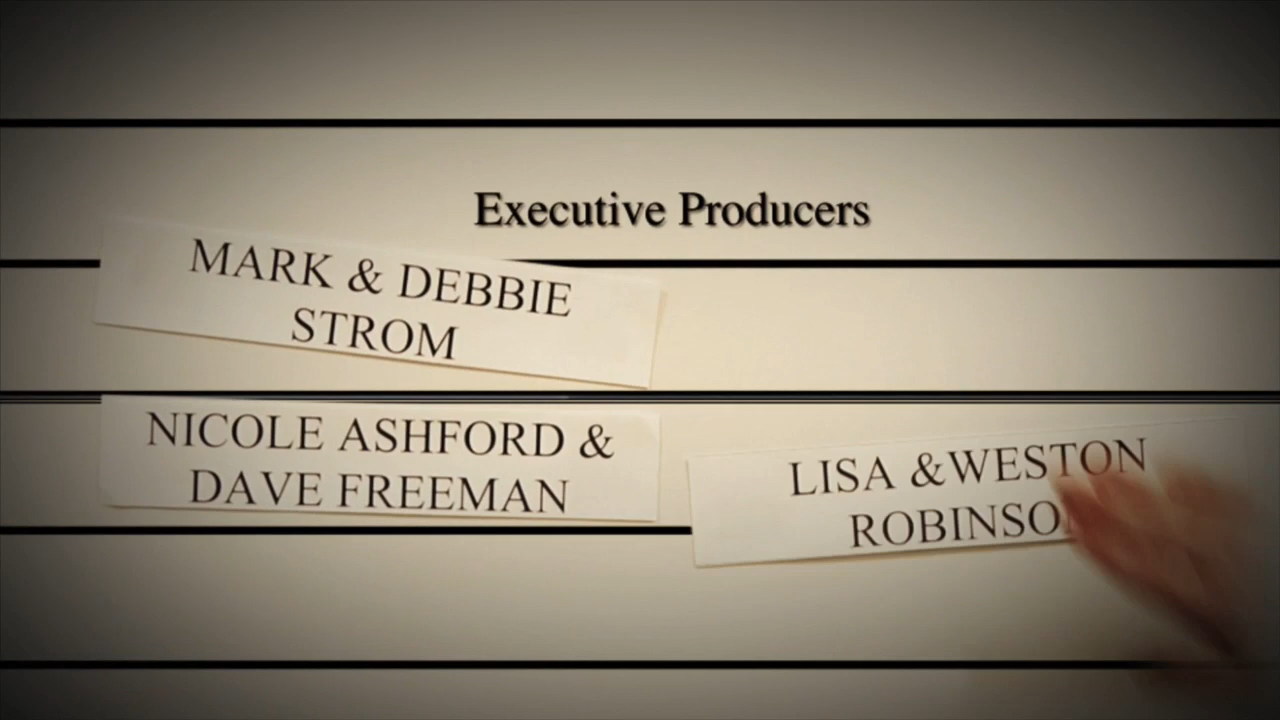 Executive Producers
MARK & DEBBIE
STROM
NICOLE ASHFORD &
DAVE FREEMAN
LISA &WESTON